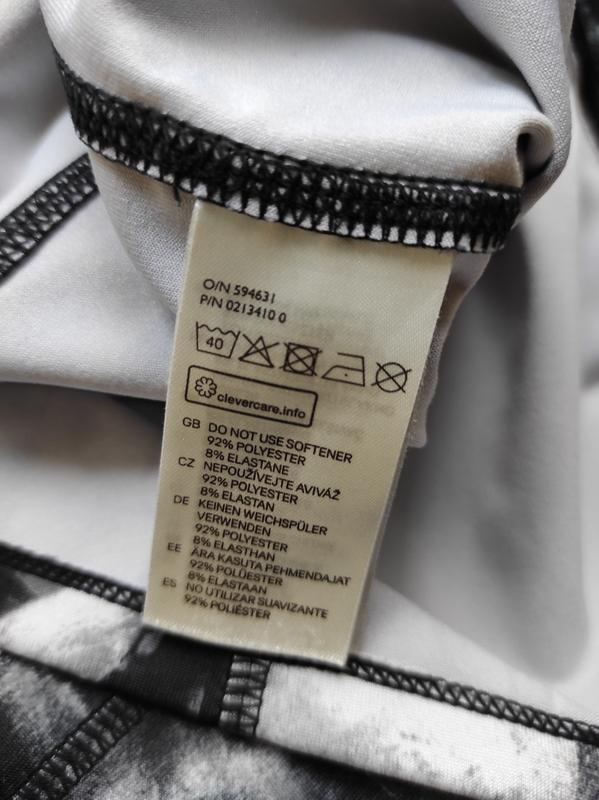 O/N 594631
P/N 0213410 0
40
clevercare.info
GB DO NOT USE SOFTENER
92% POLYESTER
8% ELASTANE
CZ NEPOUŽÍVEJTE AVIVÁŽ
92% POLYESTER
8% ELASTAN
DE KEINEN WEICHSPÜLER
VERWENDEN
92% POLYESTER
8% ELASTHAN
EE ÄRA KASUTA PEHMENDAJAT
92% POLÜESTER
8% ELASTAAN
ES NO UTILIZAR SUAVIZANTE
92% POLIÉSTER